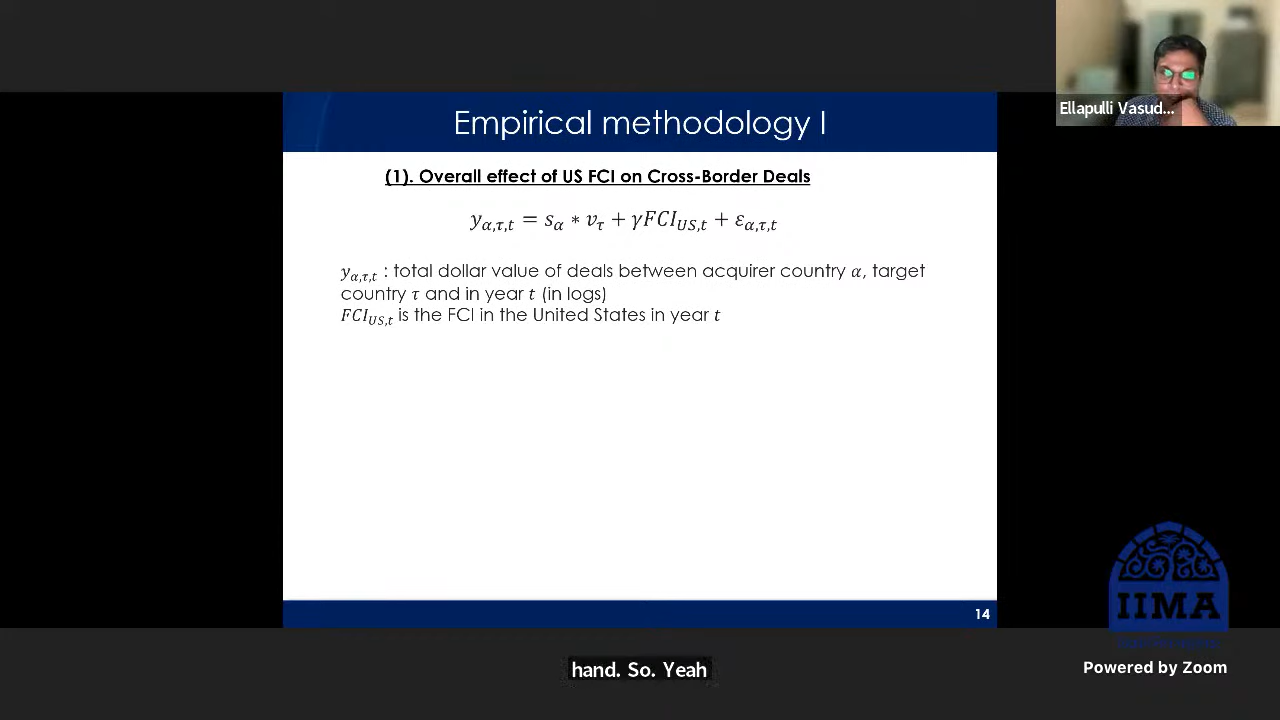 Empirical methodology I
(1). Overall effect of US FCI on Cross-Border Deals
𝑦α,τ,t = 𝑠α ∗ 𝑣τ + γ𝐹𝐶𝐼US,t + εα,τ,t
𝑦α,τ,t : total dollar value of deals between acquirer country α, target
country τ and in year t (in logs)
𝐹𝐶𝐼US,t is the FCI in the United States in year t
14
Ellapulli Vasud...
IIMA
Powered by Zoom
hand. So. Yeah